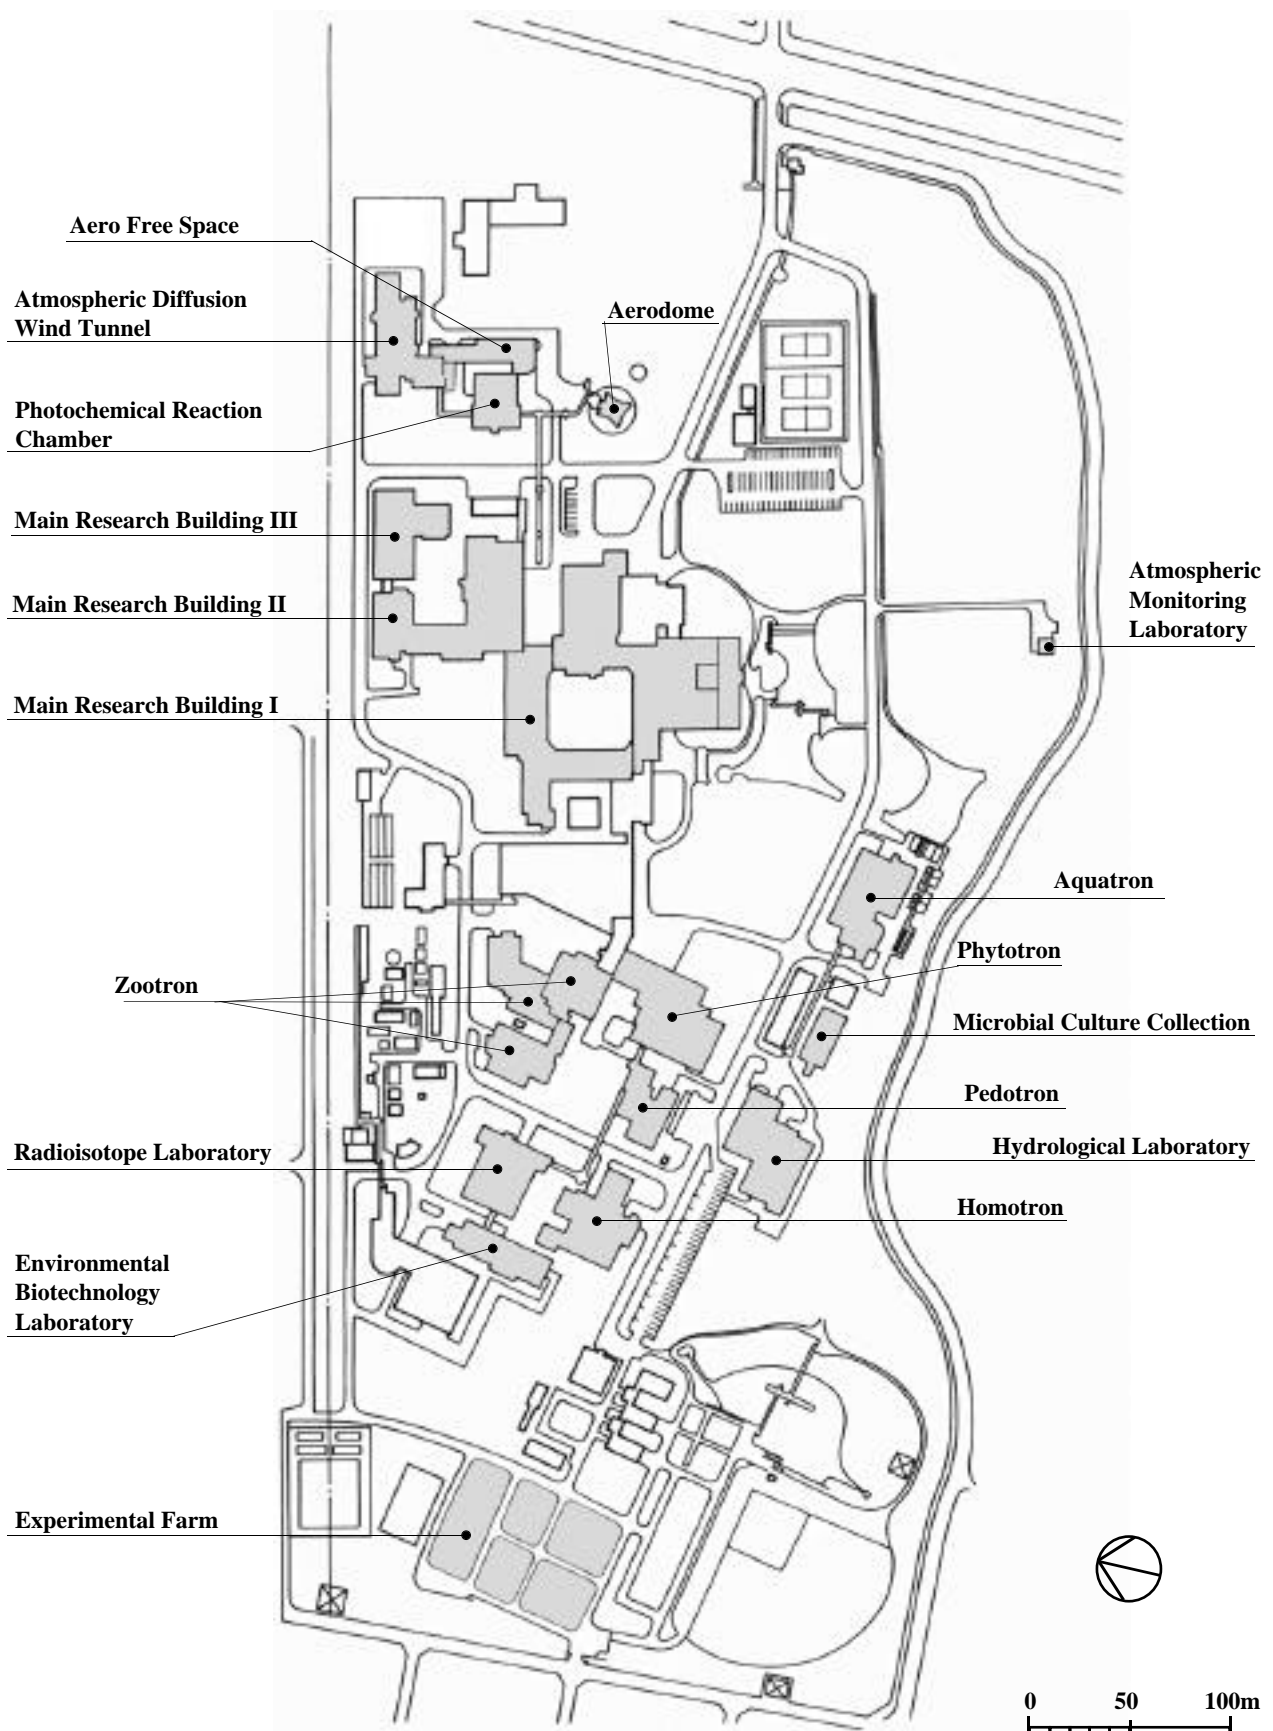 Aero Free Space
Atmospheric Diffusion
Wind Tunnel
Aerodome
Photochemical Reaction
Chamber
Main Research Building III
Atmospheric
Monitoring
Laboratory
Main Research Building II
Main Research Building I
Aquatron
Phytotron
Zootron
Microbial Culture Collection
Pedotron
Hydrological Laboratory
Radioisotope Laboratory
Homotron
Environmental
Biotechnology
Laboratory
Experimental Farm
0 50 100m